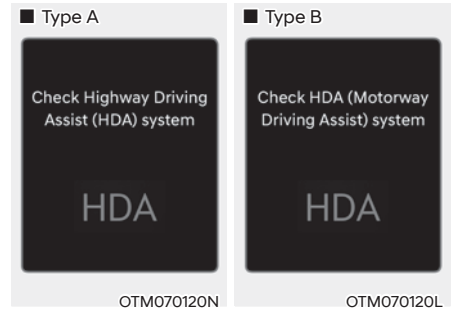 ■ Type A
Check Highway Driving
Assist (HDA) system
HDA
OTM070120N
■ Type B
Check HDA (Motorway
Driving Assist) system
HDA
OTM070120L